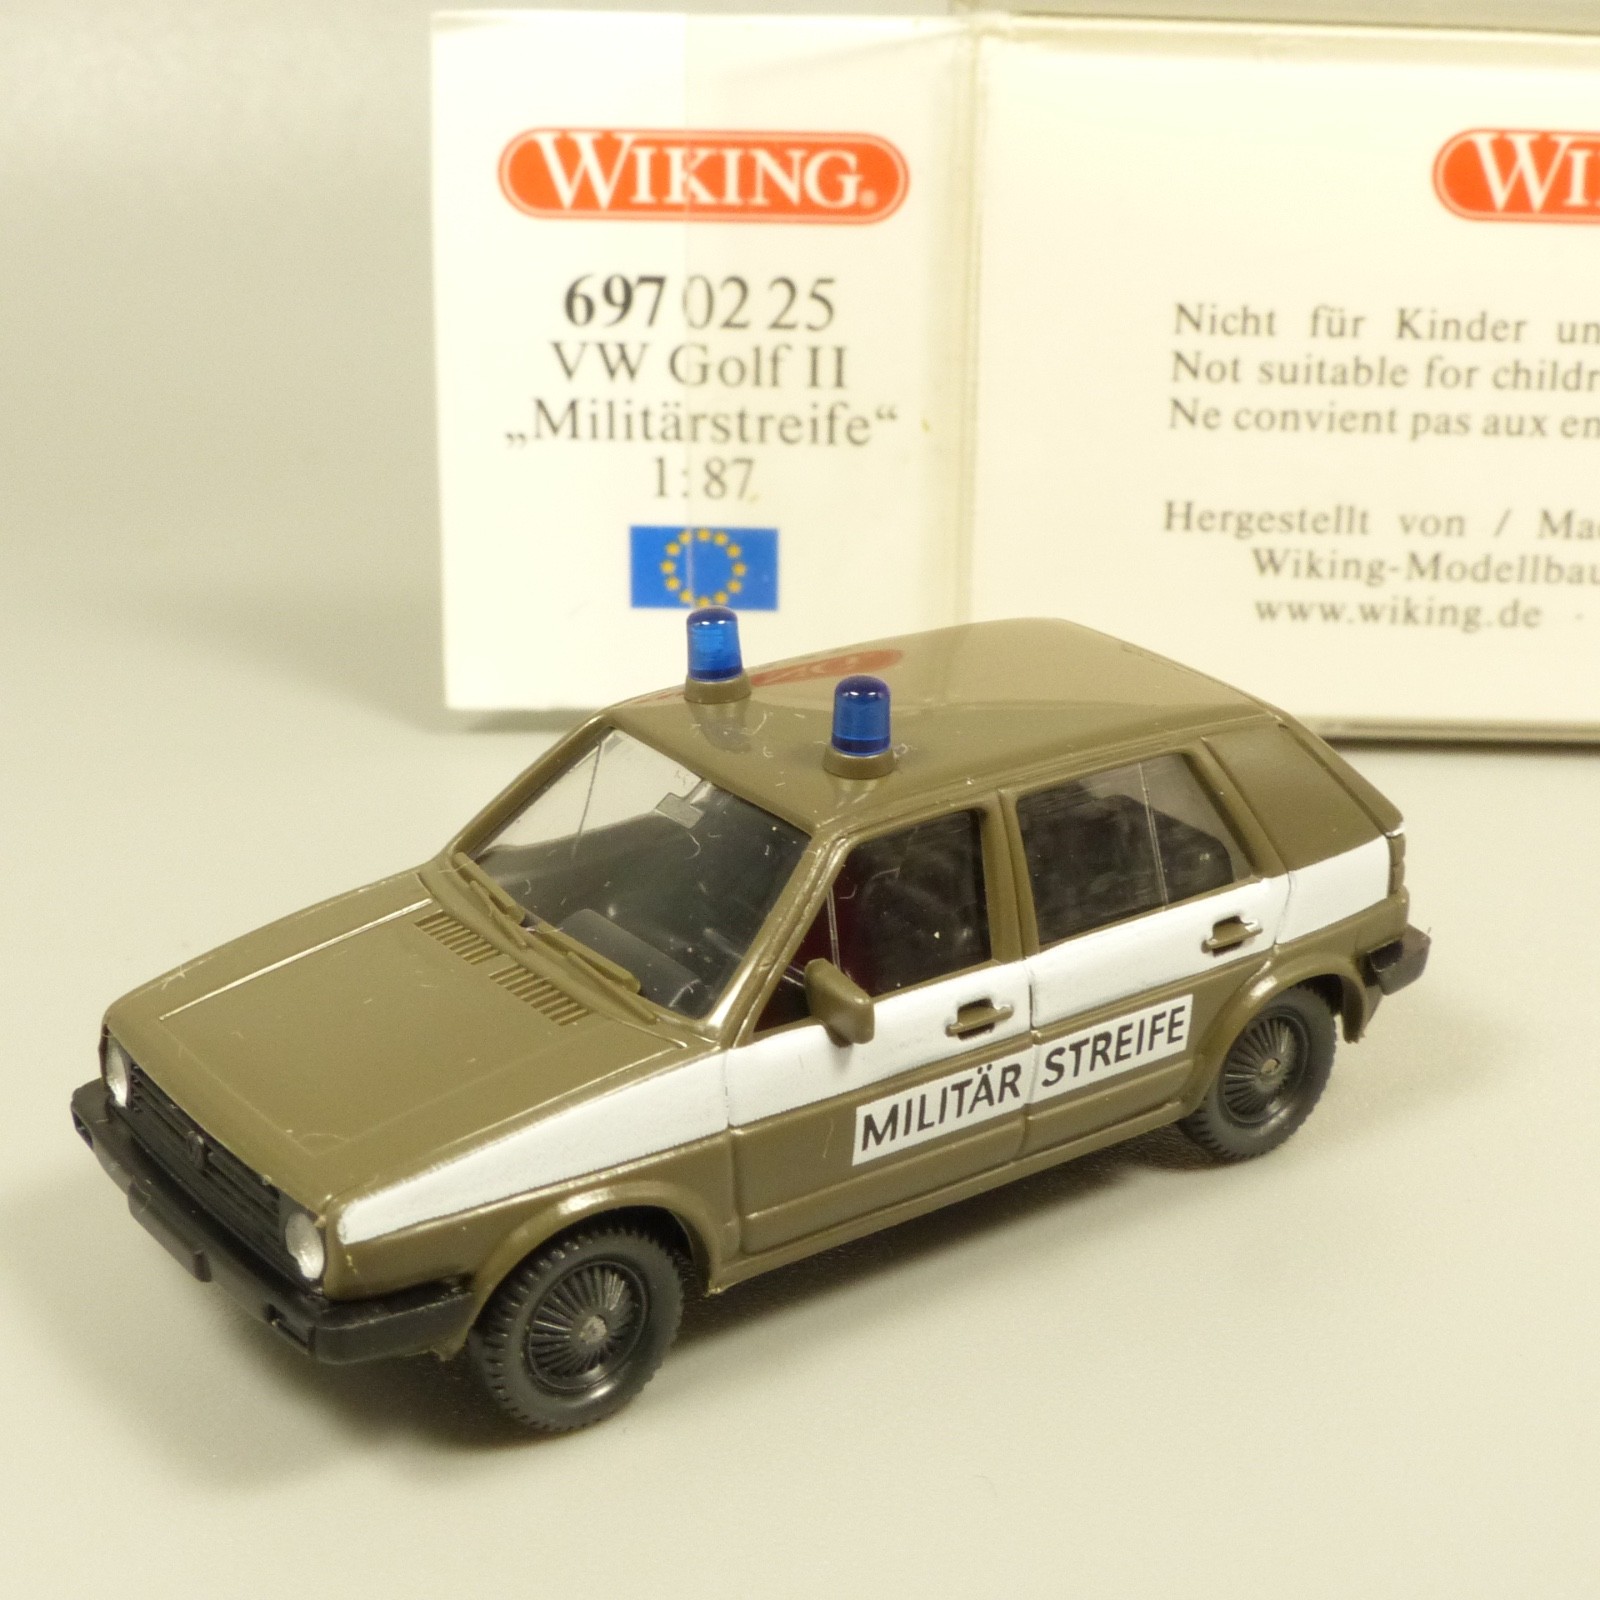 WIKING®
697 02 25
VW Golf II
„Militärstreife“
1:87
WI
Nicht für Kinder un
Not suitable for childr
Ne convient pas aux en
Hergestellt von / Ma
Wiking-Modellbau
www.wiking.de ·
MILITÄR STREIFE